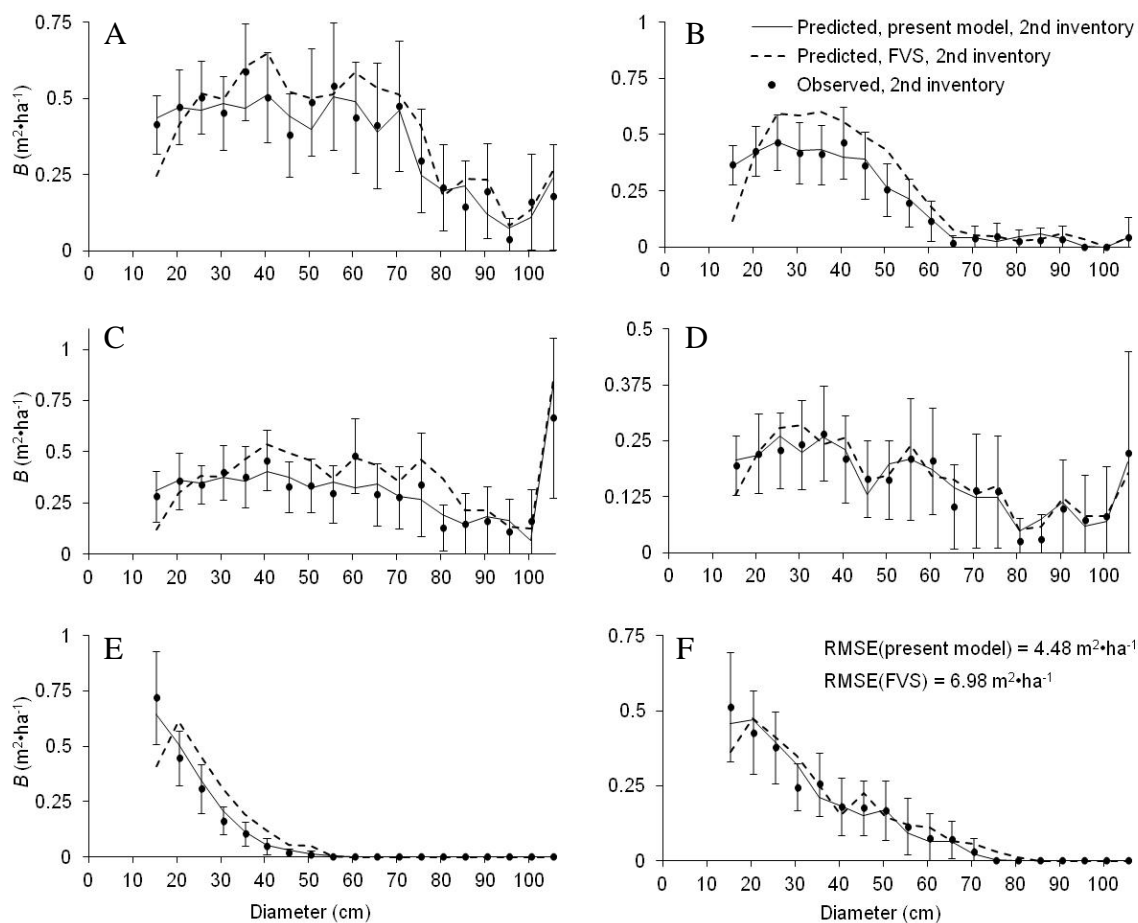 A
B (m²•ha⁻¹)
0.75
0.5
0.25
0
0 10 20 30 40 50 60 70 80 90 100
B
Predicted, present model, 2nd inventory
Predicted, FVS, 2nd inventory
Observed, 2nd inventory
1
0.75
0.5
0.25
0
0 10 20 30 40 50 60 70 80 90 100
C
B (m²•ha⁻¹)
1
0.75
0.5
0.25
0
0 10 20 30 40 50 60 70 80 90 100
D
0.5
0.375
0.25
0.125
0
0 10 20 30 40 50 60 70 80 90 100
E
B (m²•ha⁻¹)
1
0.75
0.5
0.25
0
0 10 20 30 40 50 60 70 80 90 100
Diameter (cm)
F
RMSE(present model) = 4.48 m²•ha⁻¹
RMSE(FVS) = 6.98 m²•ha⁻¹
0.75
0.5
0.25
0
0 10 20 30 40 50 60 70 80 90 100
Diameter (cm)